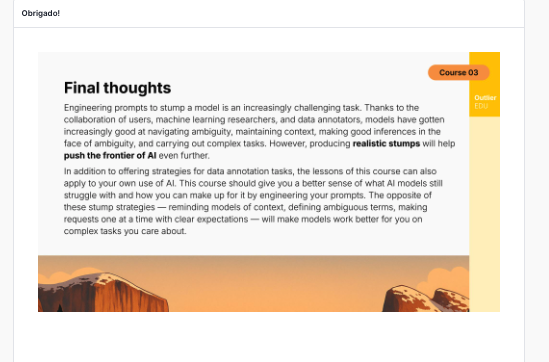 Obrigado!
Course 03
Outlier
EDU
Final thoughts
Engineering prompts to stump a model is an increasingly challenging task. Thanks to the
collaboration of users, machine learning researchers, and data annotators, models have gotten
increasingly good at navigating ambiguity, maintaining context, making good inferences in the
face of ambiguity, and carrying out complex tasks. However, producing realistic stumps will help
push the frontier of AI even further.
In addition to offering strategies for data annotation tasks, the lessons of this course can also
apply to your own use of AI. This course should give you a better sense of what AI models still
struggle with and how you can make up for it by engineering your prompts. The opposite of
these stump strategies — reminding models of context, defining ambiguous terms, making
requests one at a time with clear expectations — will make models work better for you on
complex tasks you care about.